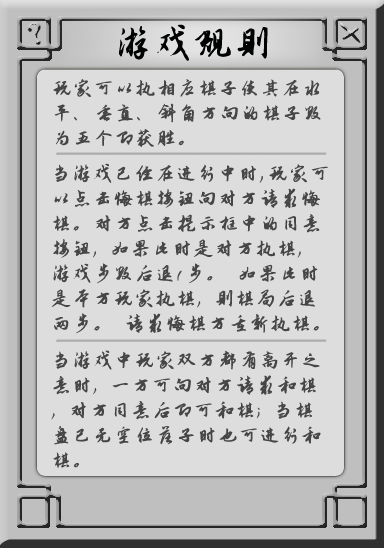 游戏规则
玩家可以执相应棋子使其在水
平、垂直、斜角方向的棋子数
为五个即获胜。
当游戏已经在进行中时,玩家可
以点击悔棋按钮向对方请求悔
棋。对方点击提示框中的同意
按钮，如果此时是对方执棋，
游戏步数后退1步。 如果此时
是本方玩家执棋，则棋局后退
两步。 请求悔棋方重新执棋。
当游戏中玩家双方都有离开之
意时，一方可向对方请求和棋
，对方同意后即可和棋；当棋
盘已无空位落子时也可进行和
棋。